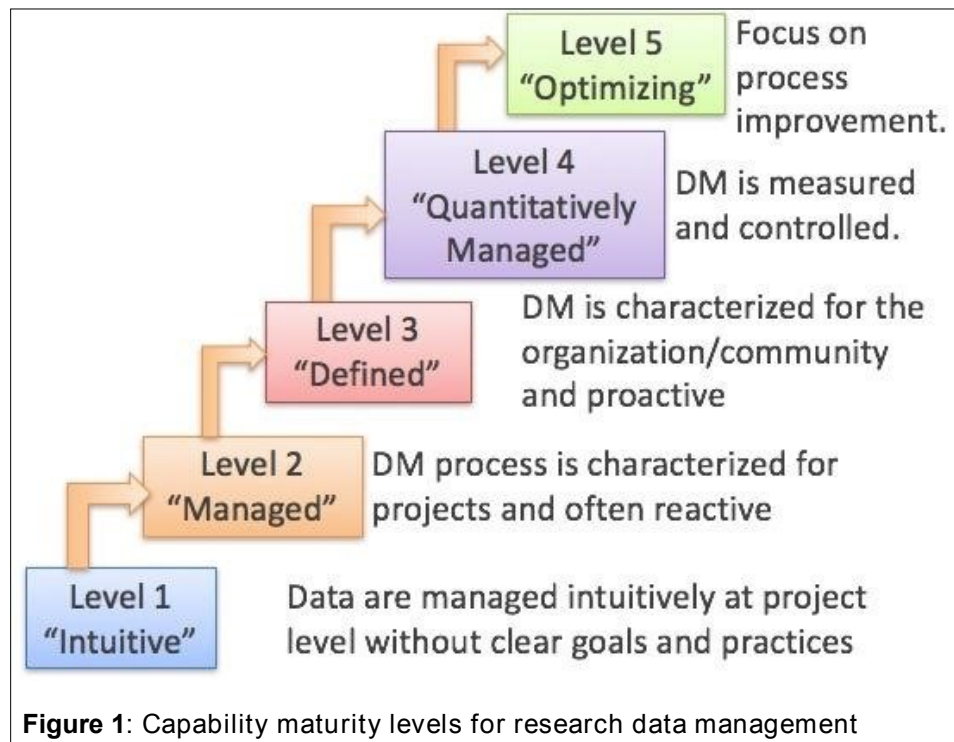 Level 5
“Optimizing”
Focus on
process
improvement.
Level 4
“Quantitatively
Managed”
DM is measured
and controlled.
Level 3
“Defined”
DM is characterized for the
organization/community
and proactive
Level 2
“Managed”
DM process is characterized for
projects and often reactive
Level 1
“Intuitive”
Data are managed intuitively at project
level without clear goals and practices
Figure 1: Capability maturity levels for research data management